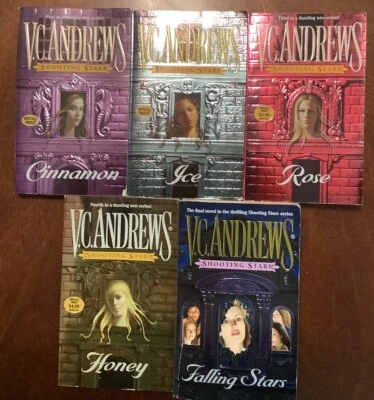 V.C. ANDREWS
SHOOTING STARS
Cinnamon
V.C. ANDREWS
SHOOTING STARS
Ice
Third in a dazzling new series!
V.C. ANDREWS
SHOOTING STARS
Rose
Fourth in a dazzling new series!
V.C. ANDREWS
SHOOTING STARS
$4.99
Honey
The final novel in the thrilling Shooting Stars series
V.C. ANDREWS
SHOOTING STARS
Falling Stars